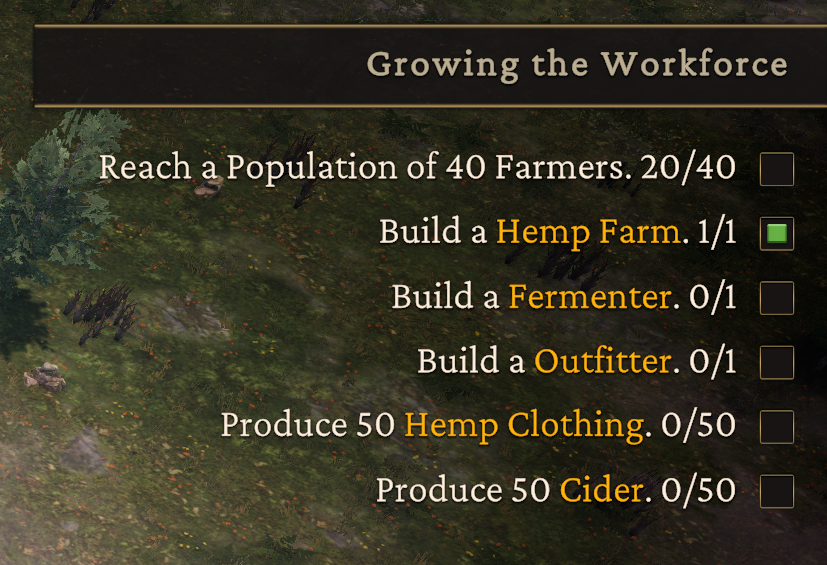 Growing the Workforce
Reach a Population of 40 Farmers. 20/40
Build a Hemp Farm. 1/1
Build a Fermenter. 0/1
Build a Outfitter. 0/1
Produce 50 Hemp Clothing. 0/50
Produce 50 Cider. 0/50